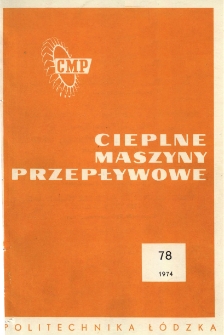 CMP
CIEPLNE
MASZYNY
PRZEPŁYWOWE
78
1974
POLITECHNIKA ŁÓDZKA